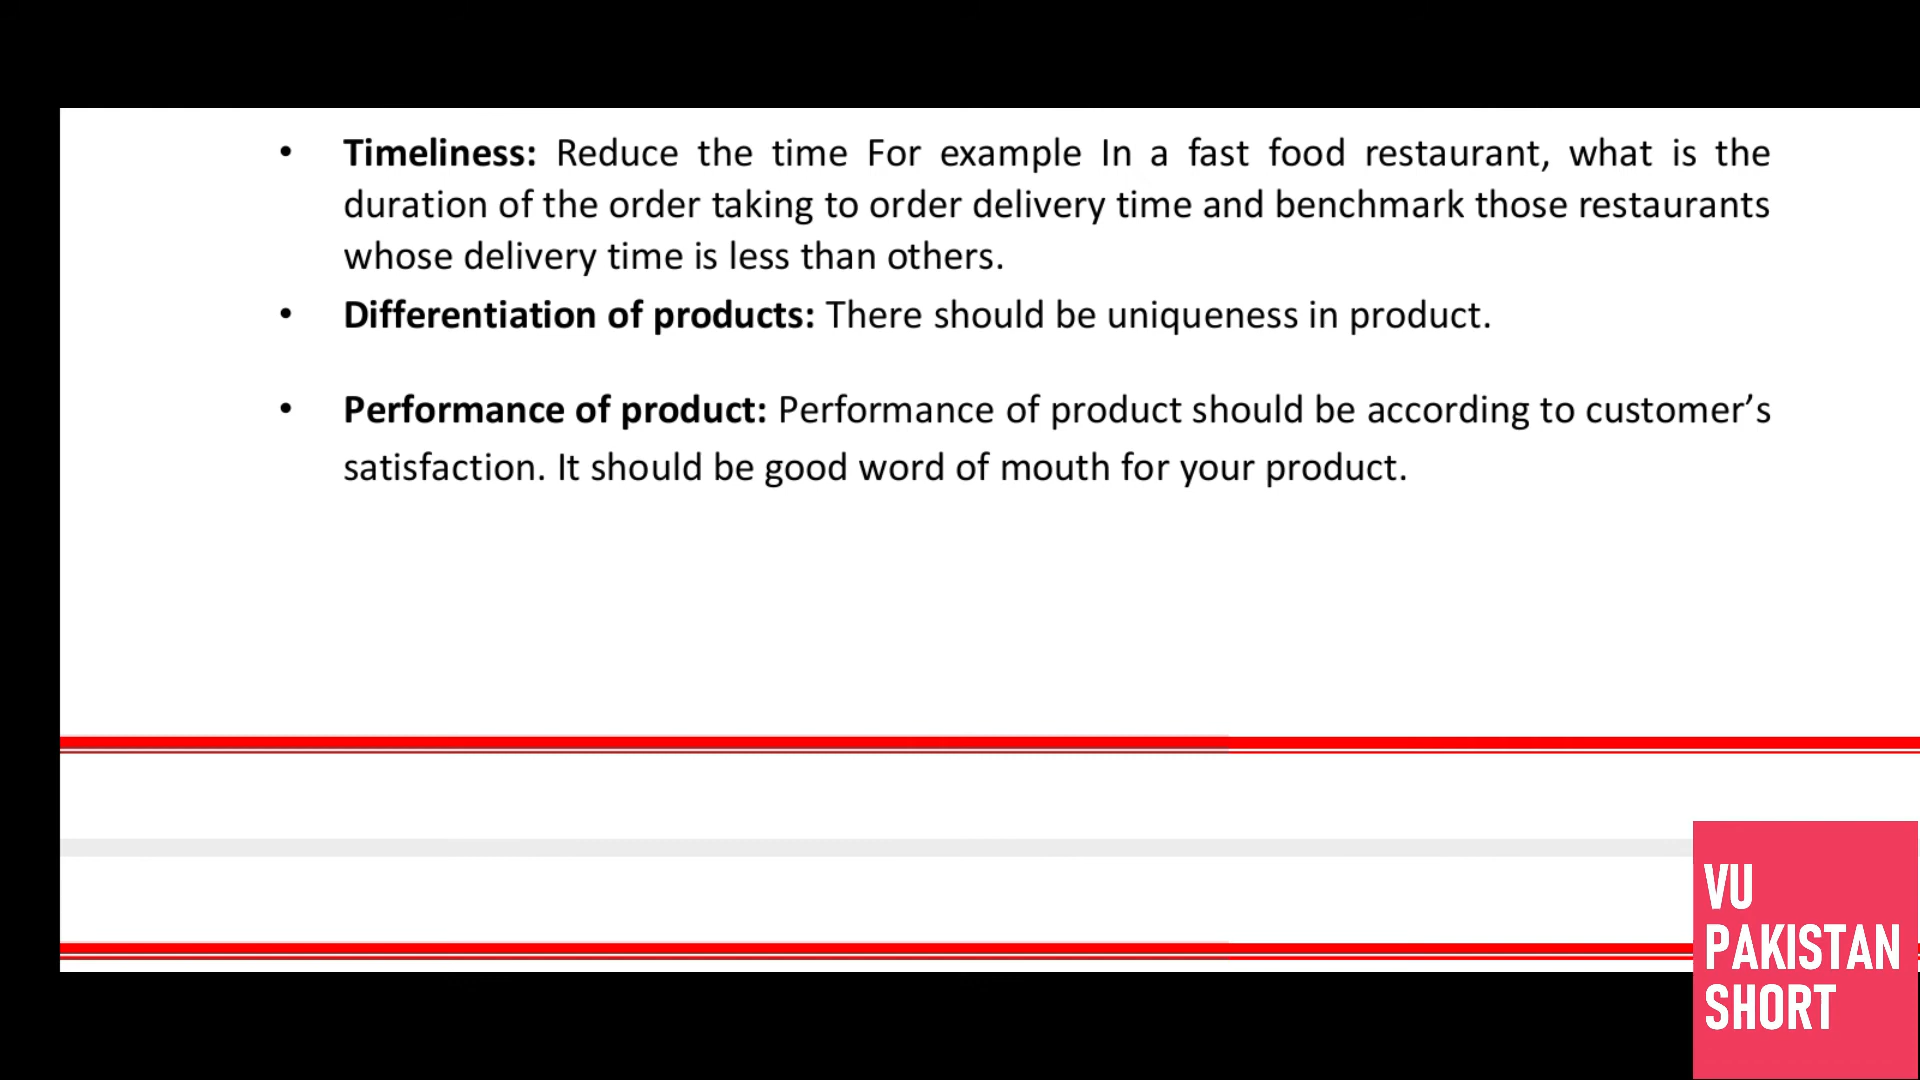 • Timeliness: Reduce the time For example In a fast food restaurant, what is the
duration of the order taking to order delivery time and benchmark those restaurants
whose delivery time is less than others.
• Differentiation of products: There should be uniqueness in product.
• Performance of product: Performance of product should be according to customer’s
satisfaction. It should be good word of mouth for your product.
VU
PAKISTAN
SHORT